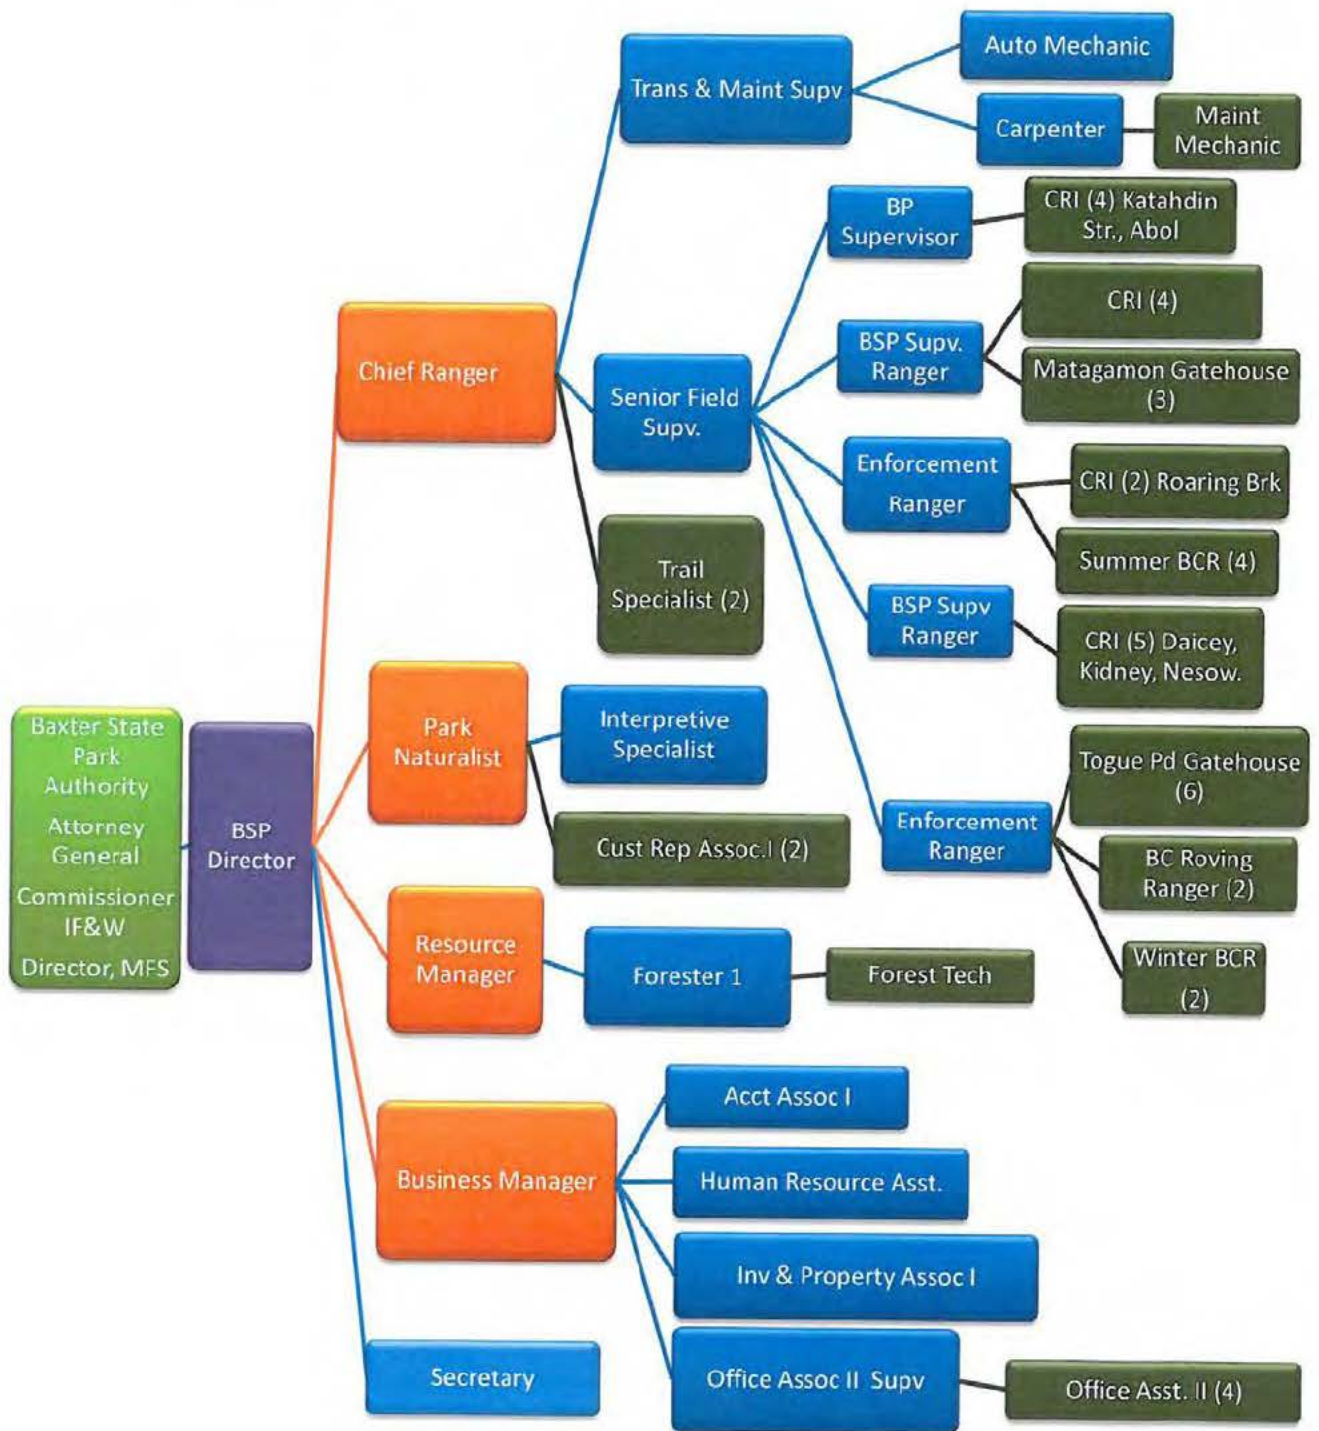 Auto Mechanic
Trans & Maint Supv
Carpenter
Maint
Mechanic
BP
Supervisor
CRI (4) Katahdin
Str., Abol
CRI (4)
BSP Supv.
Ranger
Matagamon Gatehouse
(3)
Chief Ranger
Senior Field
Supv.
Enforcement
Ranger
CRI (2) Roaring Brk
Summer BCR (4)
Trail
Specialist (2)
BSP Supv
Ranger
CRI (5) Daicey,
Kidney, Nesow.
Baxter State
Park
Authority
Attorney
General
Commissioner
IF&W
Director, MFS
BSP
Director
Park
Naturalist
Interpretive
Specialist
Cust Rep Assoc.I (2)
Enforcement
Ranger
Togue Pd Gatehouse
(6)
BC Roving
Ranger (2)
Winter BCR
(2)
Resource
Manager
Forester 1
Forest Tech
Business Manager
Acct Assoc I
Human Resource Asst.
Inv & Property Assoc I
Office Assoc II Supv
Office Asst. II (4)
Secretary